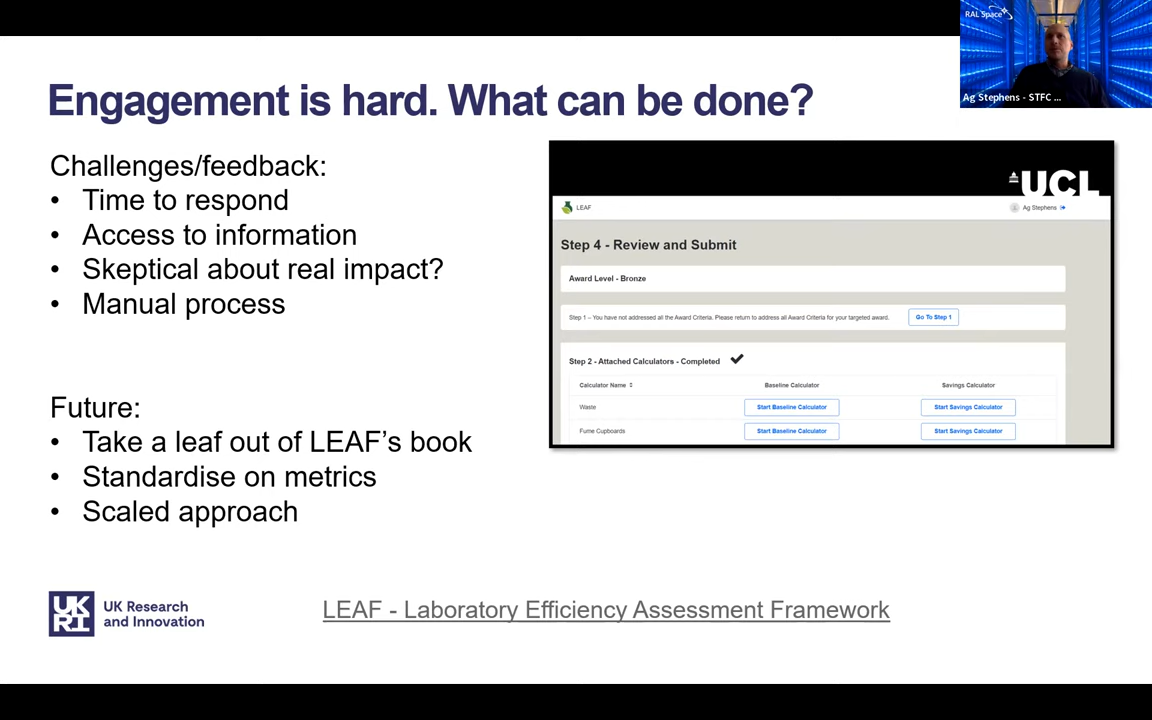 RAL Space
Ag Stephens - STFC ...
Engagement is hard. What can be done?
Challenges/feedback:
• Time to respond
• Access to information
• Skeptical about real impact?
• Manual process
Future:
• Take a leaf out of LEAF's book
• Standardise on metrics
• Scaled approach
UCL
LEAF
Ag Stephens
Step 4 - Review and Submit
Award Level - Bronze
Step 1 – You have not addressed all the Award Criteria. Please return to address all Award Criteria for your targeted award.
Go To Step 1
Step 2 - Attached Calculators - Completed
Calculator Name Baseline Calculator Savings Calculator
Waste Start Baseline Calculator Start Savings Calculator
Fume Cupboards Start Baseline Calculator Start Savings Calculator
UK
RI
UK Research
and Innovation
LEAF - Laboratory Efficiency Assessment Framework